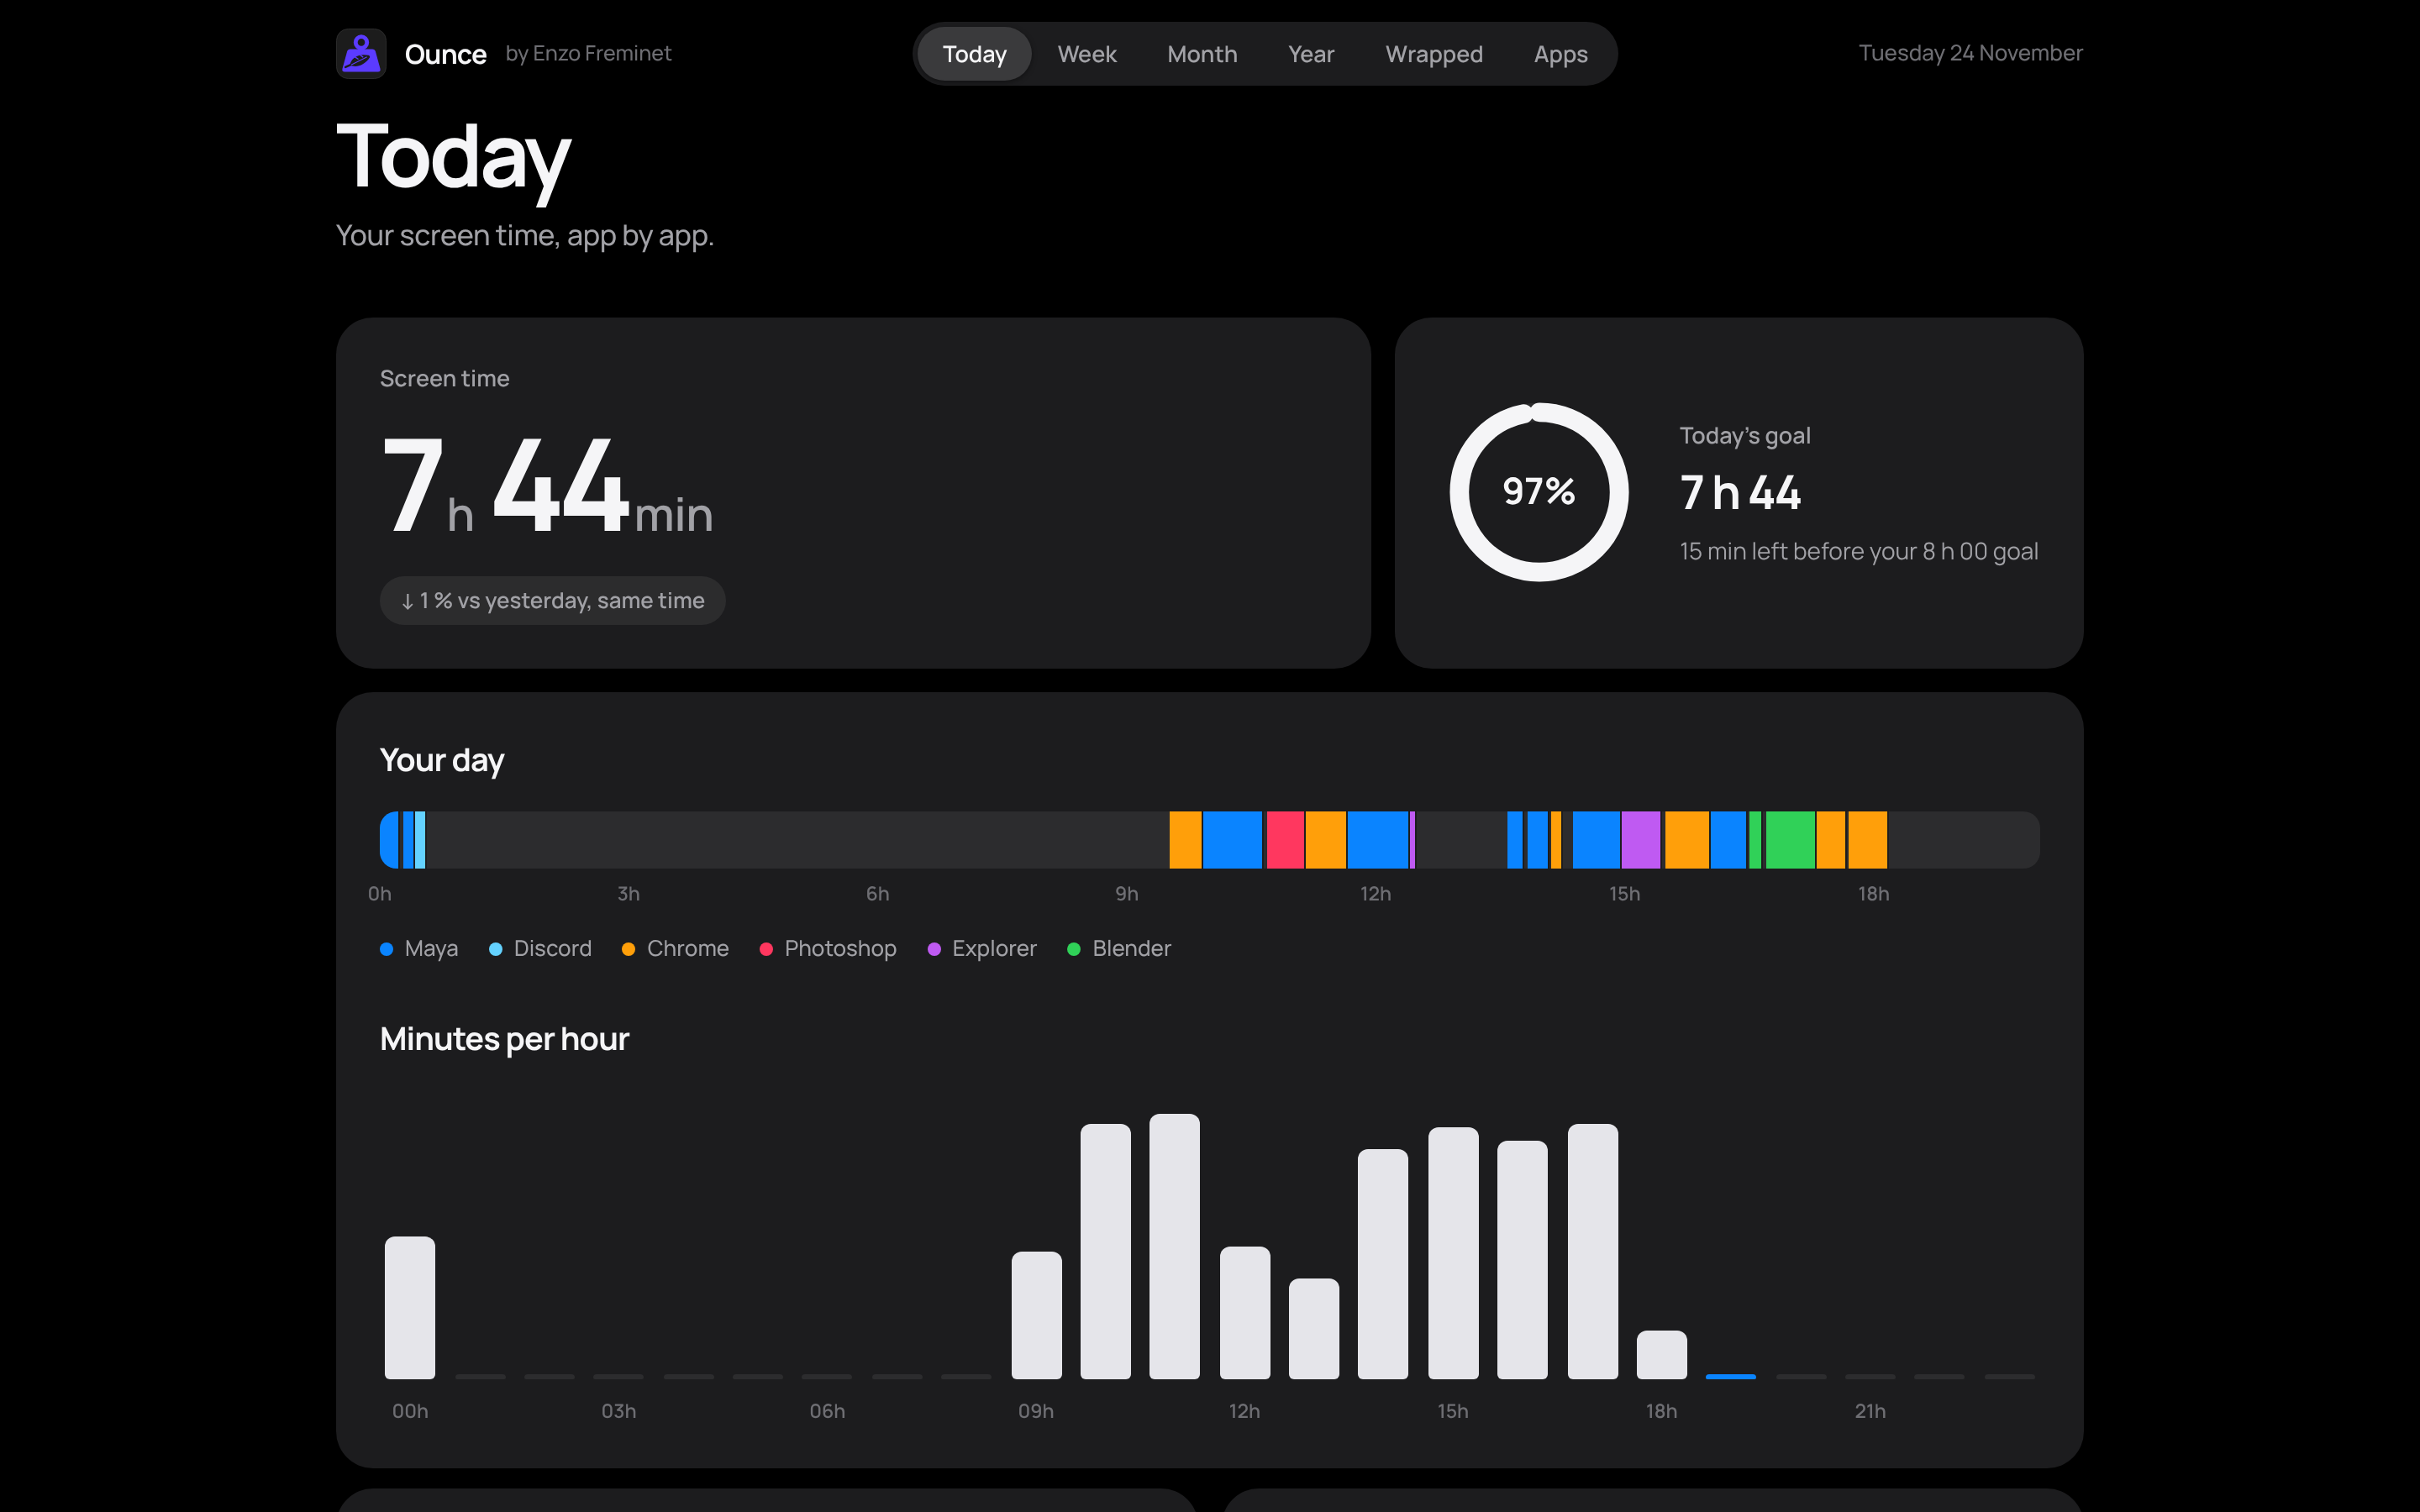 Ounce by Enzo Freminet
Today Week Month Year Wrapped Apps
Tuesday 24 November
Today
Your screen time, app by app.
Screen time
7 h 44 min
↓ 1 % vs yesterday, same time
97%
Today's goal
7 h 44
15 min left before your 8 h 00 goal
Your day
0h 3h 6h 9h 12h 15h 18h
Maya Discord Chrome Photoshop Explorer Blender
Minutes per hour
00h 03h 06h 09h 12h 15h 18h 21h